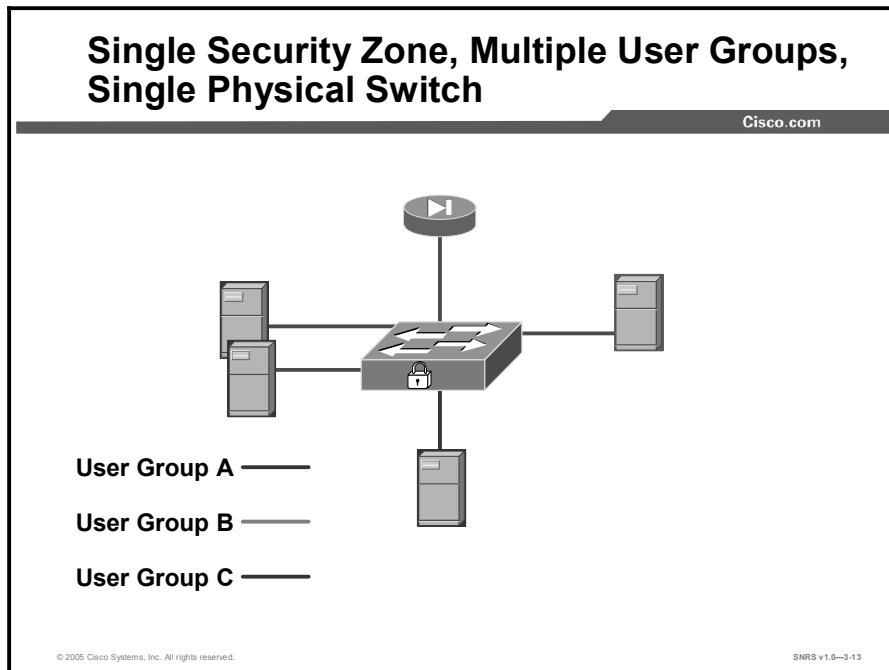 Single Security Zone, Multiple User Groups,
Single Physical Switch
Cisco.com
User Group A
User Group B
User Group C
© 2005 Cisco Systems, Inc. All rights reserved.
SNRS v1.0—3-13